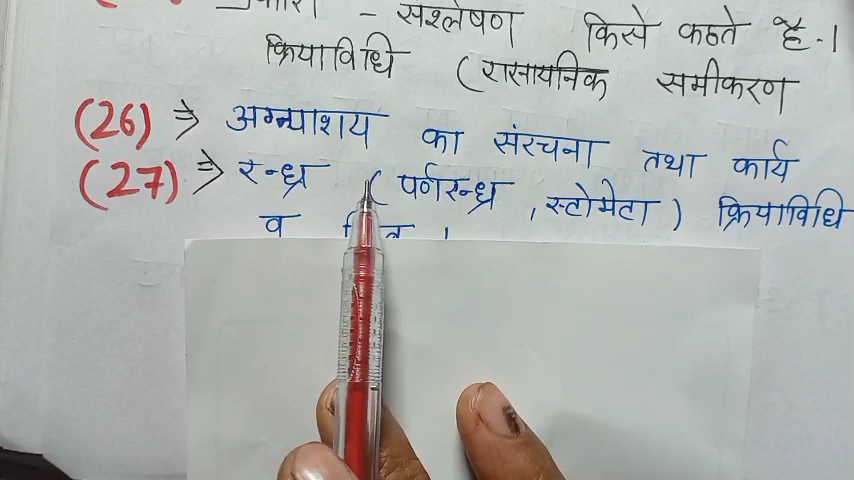 - संश्लेषण किसे कहते है -।
क्रियाविधि (रासायनिक समीकरण
(26) ⇒ अग्न्याशय का संरचना तथा कार्य
(27) ⇒ रन्ध्र (पर्णरन्ध्र , स्टोमेटा) क्रियाविधि
व